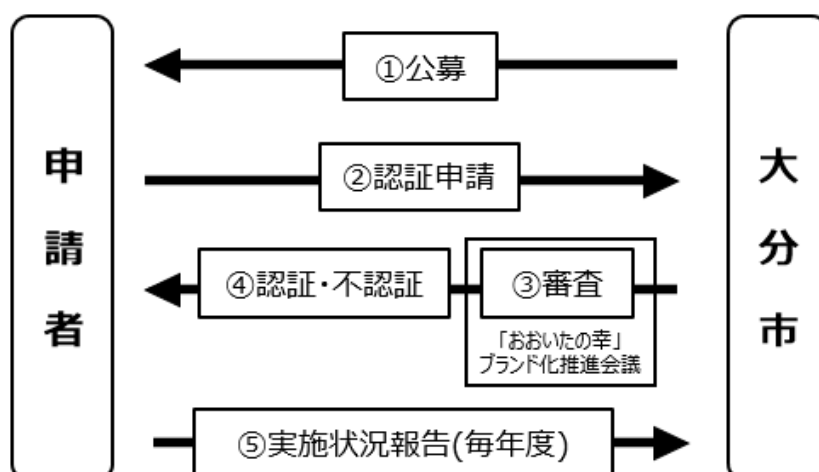 申請者
①公募
②認証申請
④認証・不認証
③審査
「おおいたの幸」
ブランド化推進会議
⑤実施状況報告(毎年度)
大分市